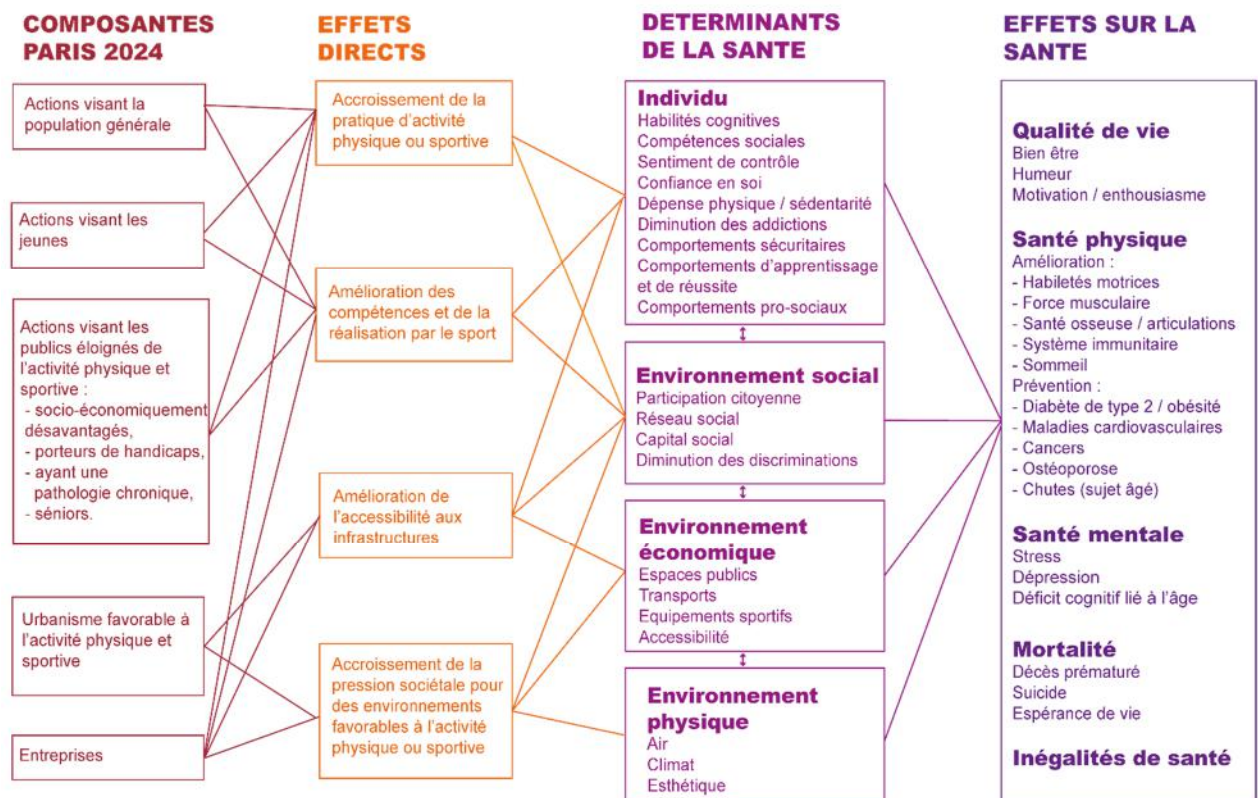 COMPOSANTES
PARIS 2024
Actions visant la
population générale
Actions visant les
jeunes
Actions visant les
publics éloignés de
l'activité physique et
sportive :
- socio-économiquement
désavantagés,
- porteurs de handicaps,
- ayant une
pathologie chronique,
- séniors.
Urbanisme favorable à
l'activité physique et
sportive
Entreprises
EFFETS
DIRECTS
Accroissement de la
pratique d'activité
physique ou sportive
Amélioration des
compétences et de la
réalisation par le sport
Amélioration de
l'accessibilité aux
infrastructures
Accroissement de la
pression sociétale pour
des environnements
favorables à l'activité
physique ou sportive
DETERMINANTS
DE LA SANTE
Individu
Habilités cognitives
Compétences sociales
Sentiment de contrôle
Confiance en soi
Dépense physique / sédentarité
Diminution des addictions
Comportements sécuritaires
Comportements d'apprentissage
et de réussite
Comportements pro-sociaux
Environnement social
Participation citoyenne
Réseau social
Capital social
Diminution des discriminations
Environnement
économique
Espaces publics
Transports
Equipements sportifs
Accessibilité
Environnement
physique
Air
Climat
Esthétique
EFFETS SUR LA
SANTE
Qualité de vie
Bien être
Humeur
Motivation / enthousiasme
Santé physique
Amélioration :
- Habiletés motrices
- Force musculaire
- Santé osseuse / articulations
- Système immunitaire
- Sommeil
Prévention :
- Diabète de type 2 / obésité
- Maladies cardiovasculaires
- Cancers
- Ostéoporose
- Chutes (sujet âgé)
Santé mentale
Stress
Dépression
Déficit cognitif lié à l'âge
Mortalité
Décès prématuré
Suicide
Espérance de vie
Inégalités de santé